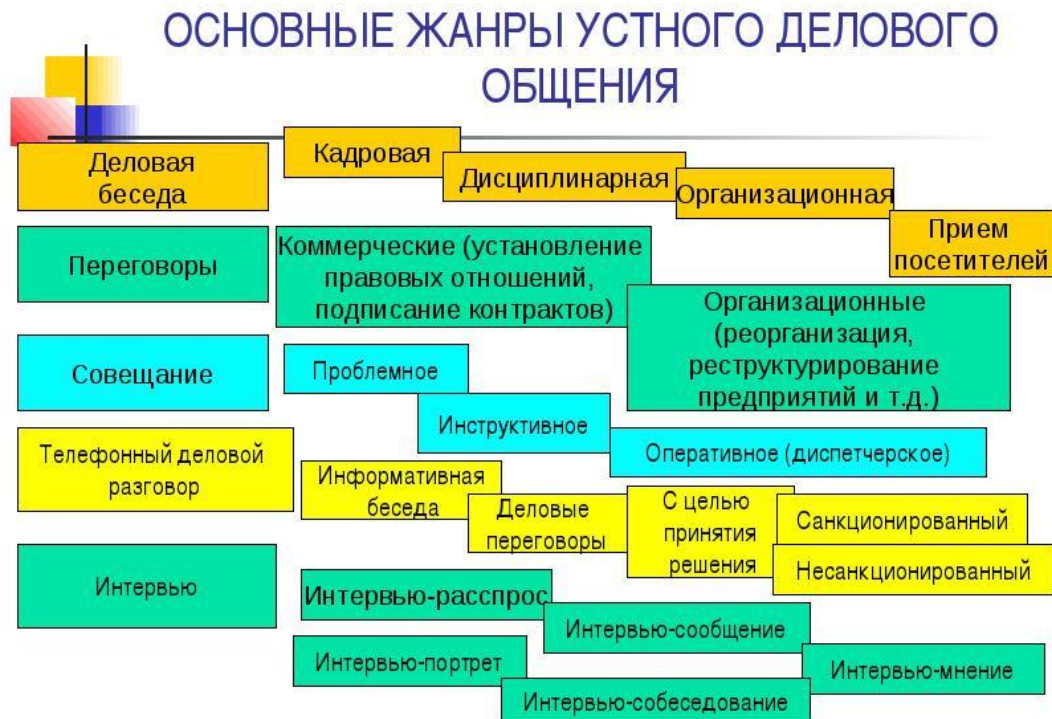 ОСНОВНЫЕ ЖАНРЫ УСТНОГО ДЕЛОВОГО
ОБЩЕНИЯ
Деловая
беседа
Кадровая
Дисциплинарная
Организационная
Прием
посетителей
Переговоры
Коммерческие (установление
правовых отношений,
подписание контрактов)
Организационные
(реорганизация,
реструктурирование
предприятий и т.д.)
Совещание
Проблемное
Инструктивное
Оперативное (диспетчерское)
Телефонный деловой
разговор
Информативная
беседа
Деловые
переговоры
С целью
принятия
решения
Санкционированный
Несанкционированный
Интервью
Интервью-расспрос
Интервью-сообщение
Интервью-портрет
Интервью-мнение
Интервью-собеседование